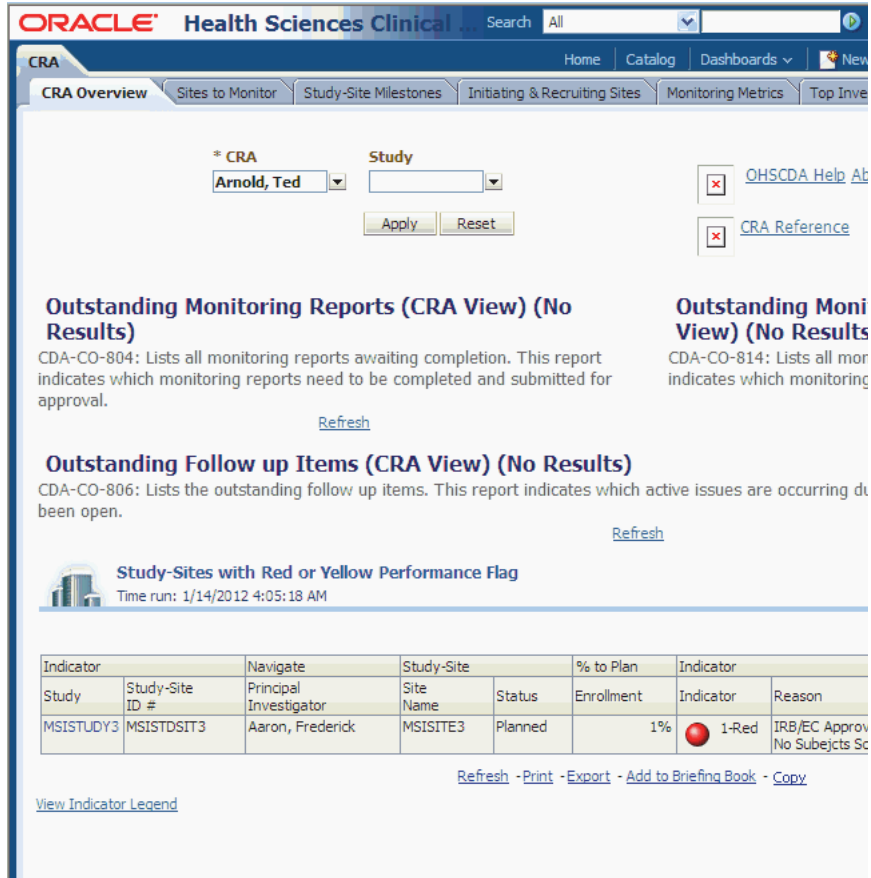 ORACLE® Health Sciences Clinical ... Search All
CRA Home Catalog Dashboards New
CRA Overview Sites to Monitor Study-Site Milestones Initiating & Recruiting Sites Monitoring Metrics Top Inve
* CRA Study
Arnold, Ted
OHSCDA Help Ab
Apply Reset
CRA Reference
Outstanding Monitoring Reports (CRA View) (No
Results)
CDA-CO-804: Lists all monitoring reports awaiting completion. This report
indicates which monitoring reports need to be completed and submitted for
approval.
Refresh
Outstanding Moni
View) (No Results
CDA-CO-814: Lists all mor
indicates which monitoring
Outstanding Follow up Items (CRA View) (No Results)
CDA-CO-806: Lists the outstanding follow up items. This report indicates which active issues are occurring du
been open.
Refresh
Study-Sites with Red or Yellow Performance Flag
Time run: 1/14/2012 4:05:18 AM
Indicator Navigate Study-Site % to Plan Indicator
Study Study-Site ID # Principal Investigator Site Name Status Enrollment Indicator Reason
MSISTUDY3 MSISTDSIT3 Aaron, Frederick MSISITE3 Planned 1% 1-Red IRB/EC Approv
No Subejcts Sc
Refresh - Print - Export - Add to Briefing Book - Copy
View Indicator Legend